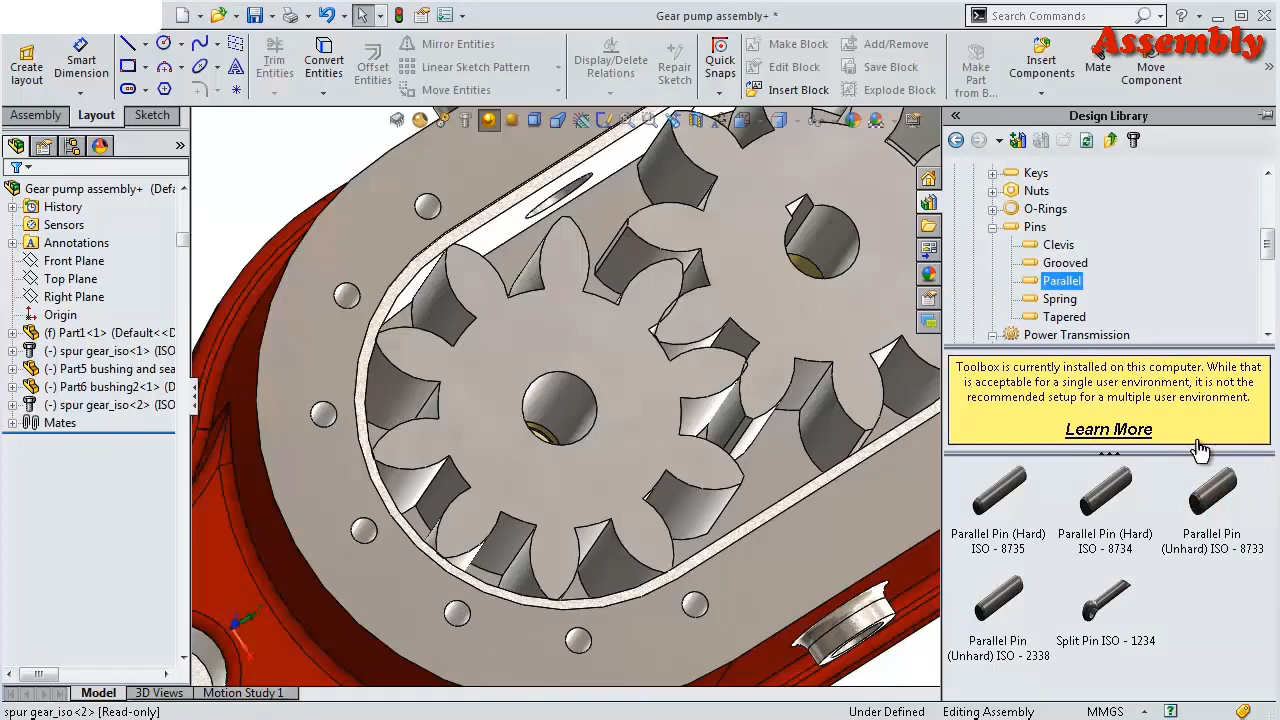 Gear pump assembly+ *
Search Commands
Assembly
Create layout
Smart Dimension
Trim Entities
Convert Entities
Offset Entities
Mirror Entities
Linear Sketch Pattern
Move Entities
Display/Delete Relations
Repair Sketch
Quick Snaps
Make Block
Edit Block
Insert Block
Add/Remove
Save Block
Explode Block
Make Part from B...
Insert Components
Mate
Move Component
Assembly
Layout
Sketch
Design Library
Gear pump assembly+ (Defa
History
Sensors
Annotations
Front Plane
Top Plane
Right Plane
Origin
(f) Part1<1> (Default<<D
(-) spur gear_iso<1> (ISO
(-) Part5 bushing and sea
(-) Part6 bushing2<1> (D
(-) spur gear_iso<2> (ISO
Mates
Keys
Nuts
O-Rings
Pins
Clevis
Grooved
Parallel
Spring
Tapered
Power Transmission
Toolbox is currently installed on this computer. While that
is acceptable for a single user environment, it is not the
recommended setup for a multiple user environment.
Learn More
Parallel Pin (Hard)
ISO - 8735
Parallel Pin (Hard)
ISO - 8734
Parallel Pin
(Unhard) ISO - 8733
Parallel Pin
(Unhard) ISO - 2338
Split Pin ISO - 1234
Model
3D Views
Motion Study 1
spur gear_iso<2> [Read-only]
Under Defined
Editing Assembly
MMGS